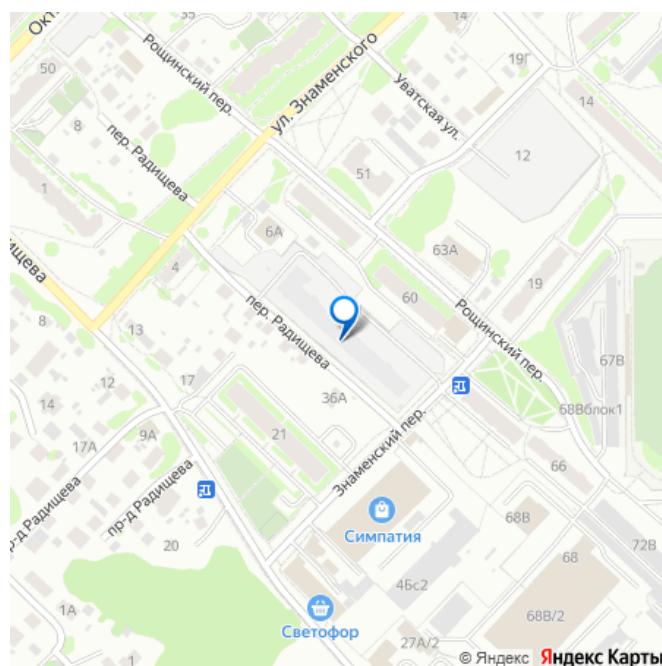 Окт
35
14
Рощинский пер.
ул. Знаменского
19Г
50
Уватская ул.
14
8
пер. Радищева
12
51
1
6А
63А
ищева
4
19
60
пер. Радищева
Рощинский пер.
8
13
67В
12
17
36А
68Вблок1
14
9А
21
Знаменский пер.
17А
66
пр-д Радищева
р-д Радищева
68В
Симпатия
20
68
72В
4Бс2
1А
68В/2
Светофор
27А/2
1
© Яндекс Яндекс Карты